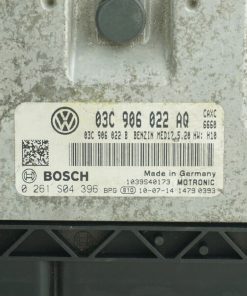 03C 906 022 AQ CAXC
6660
03C 906 022 B BENZIN MED17.5.20 HW: H10
BOSCH
Made in Germany
1039S40173 MOTRONIC
0 261 S04 396 BPG 10-07-14 1479 0393